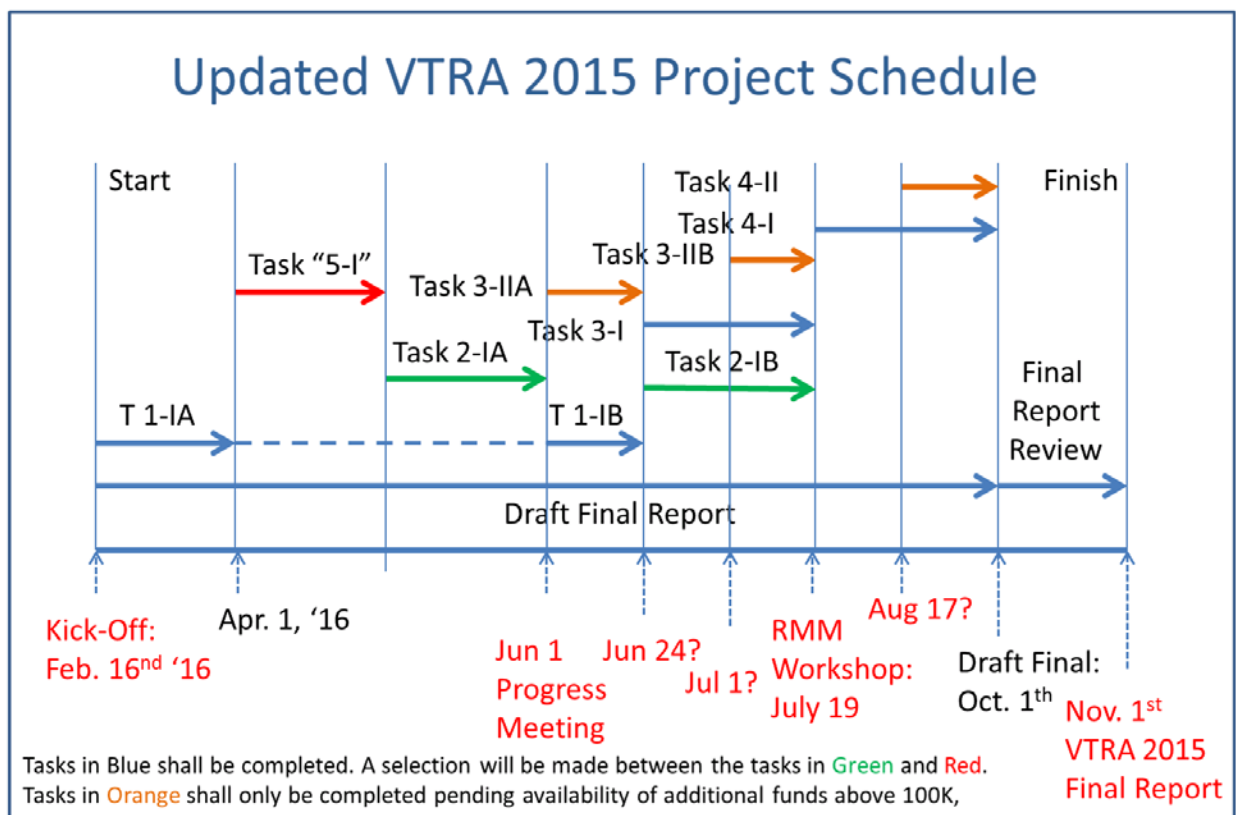 Updated VTRA 2015 Project Schedule
Start
Task 4-II
Finish
Task 4-I
Task 3-IIB
Task “5-I”
Task 3-IIA
Task 3-I
Task 2-IA
Task 2-IB
Final
Report
Review
T 1-IA
T 1-IB
Draft Final Report
Kick-Off:
Feb. 16nd ‘16
Apr. 1, ‘16
Jun 1
Progress
Meeting
Jun 24?
Jul 1?
RMM
Workshop:
July 19
Aug 17?
Draft Final:
Oct. 1th
Nov. 1st
VTRA 2015
Final Report
Tasks in Blue shall be completed. A selection will be made between the tasks in Green and Red.
Tasks in Orange shall only be completed pending availability of additional funds above 100K,